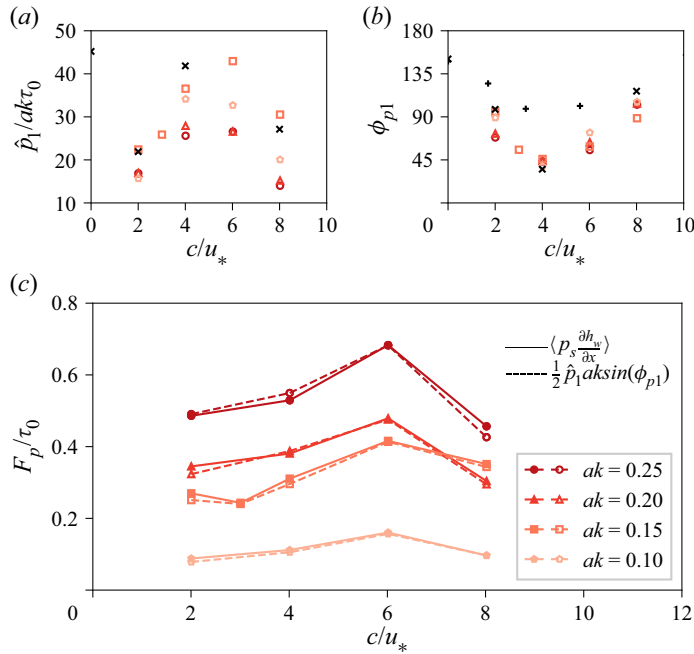 (a)
(b)
50
40
30
20
10
p̂₁/akτ₀
0
2
4
6
8
10
c/u*
180
135
90
45
ϕp1
0
2
4
6
8
10
c/u*
(c)
0.8
0.6
0.4
0.2
Fp/τ₀
⟨ps ∂hw/∂x⟩
½ p̂₁aksin(ϕp1)
ak = 0.25
ak = 0.20
ak = 0.15
ak = 0.10
0
2
4
6
8
10
12
c/u*